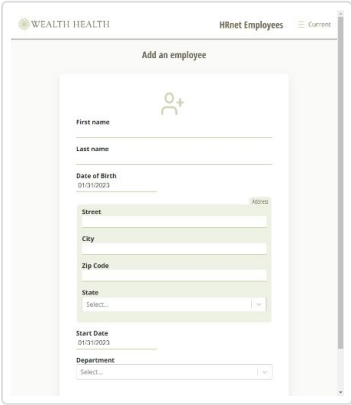 WEALTH HEALTH
HRnet Employees
Current
Add an employee
First name
Last name
Date of Birth
01/31/2023
Address
Street
City
Zip Code
State
Select...
Start Date
01/31/2023
Department
Select...